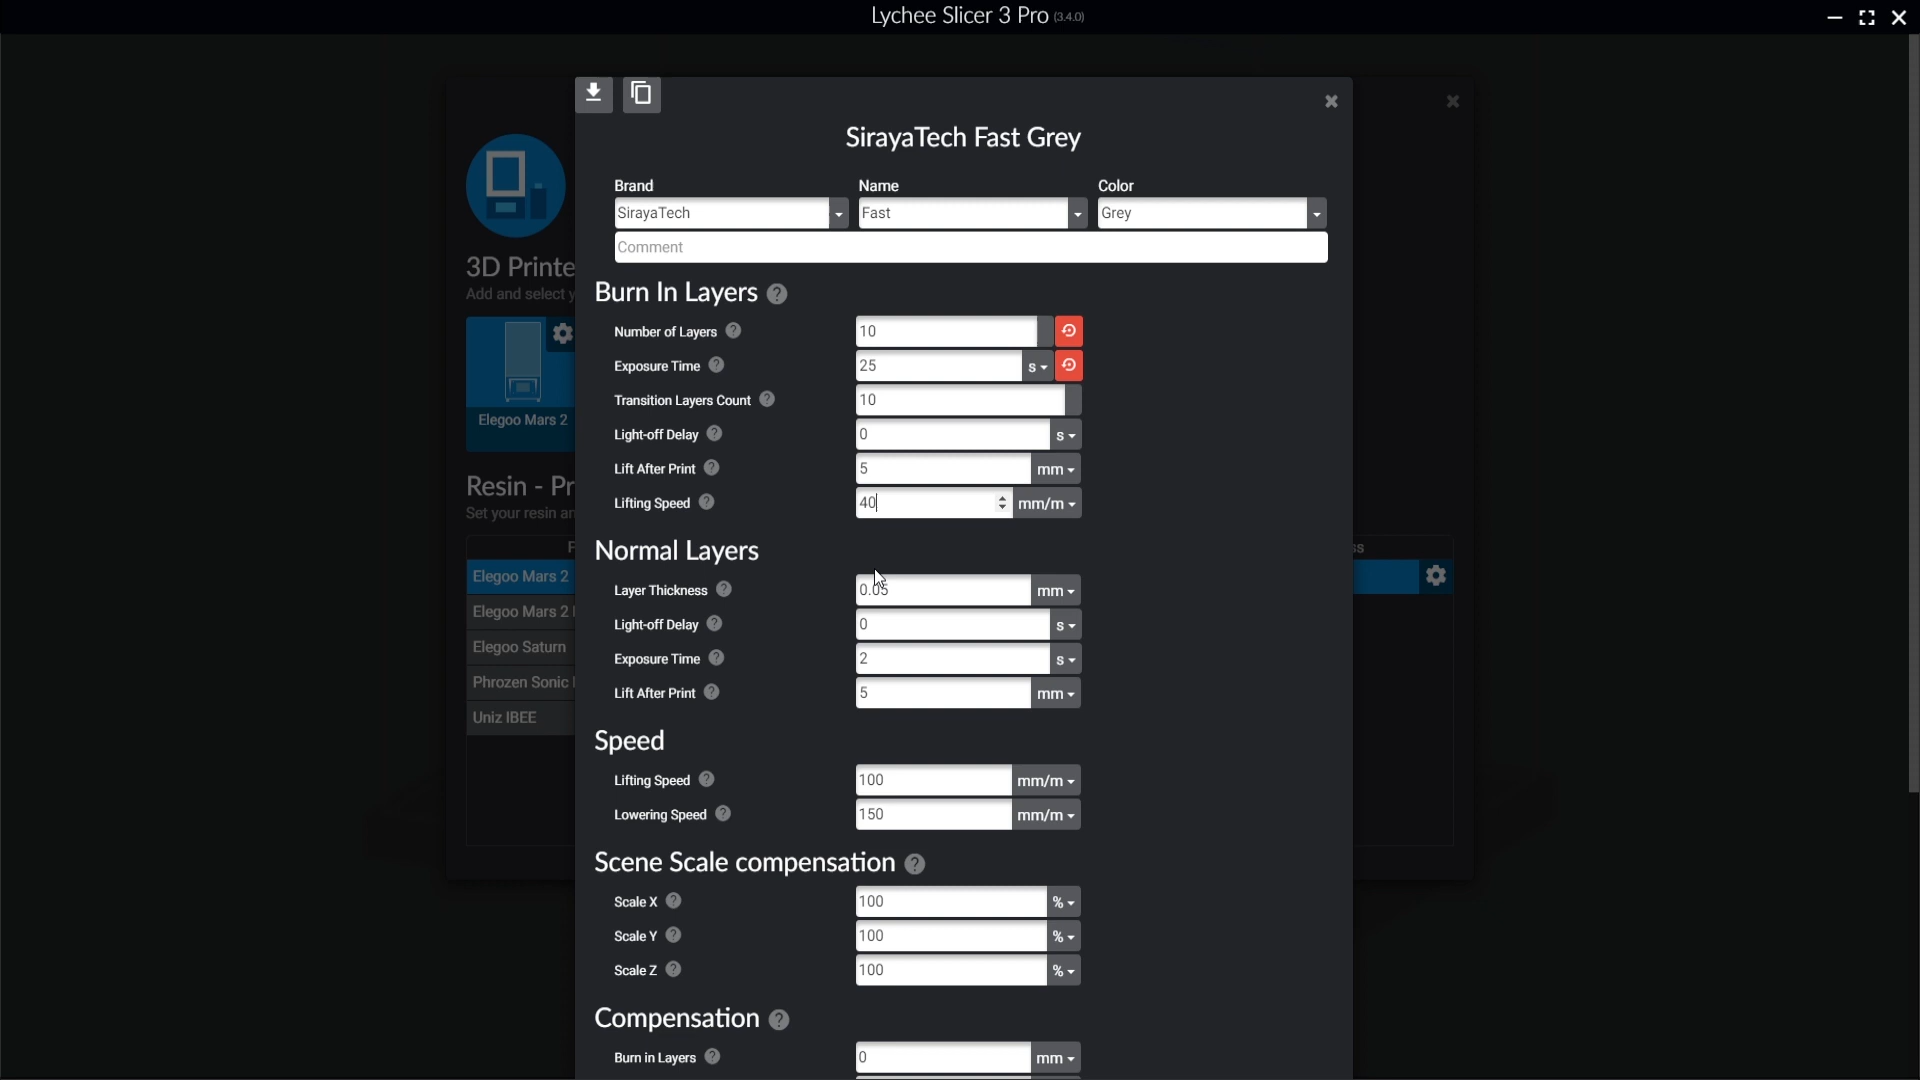 Lychee Slicer 3 Pro (3.4.0)
SirayaTech Fast Grey
Brand Name Color
SirayaTech Fast Grey
Comment
Burn In Layers ?
Number of Layers ? 10
Exposure Time ? 25 s
Transition Layers Count ? 10
Light-off Delay ? 0 s
Lift After Print ? 5 mm
Lifting Speed ? 40 mm/m
Normal Layers
Layer Thickness ? 0.05 mm
Light-off Delay ? 0 s
Exposure Time ? 2 s
Lift After Print ? 5 mm
Speed
Lifting Speed ? 100 mm/m
Lowering Speed ? 150 mm/m
Scene Scale compensation ?
Scale X ? 100 %
Scale Y ? 100 %
Scale Z ? 100 %
Compensation ?
Burn in Layers ? 0 mm
3D Printe
Add and select y
Elegoo Mars 2
Resin - Pr
Set your resin an
Elegoo Mars 2
Elegoo Mars 2
Elegoo Saturn
Phrozen Sonic
Uniz IBEE